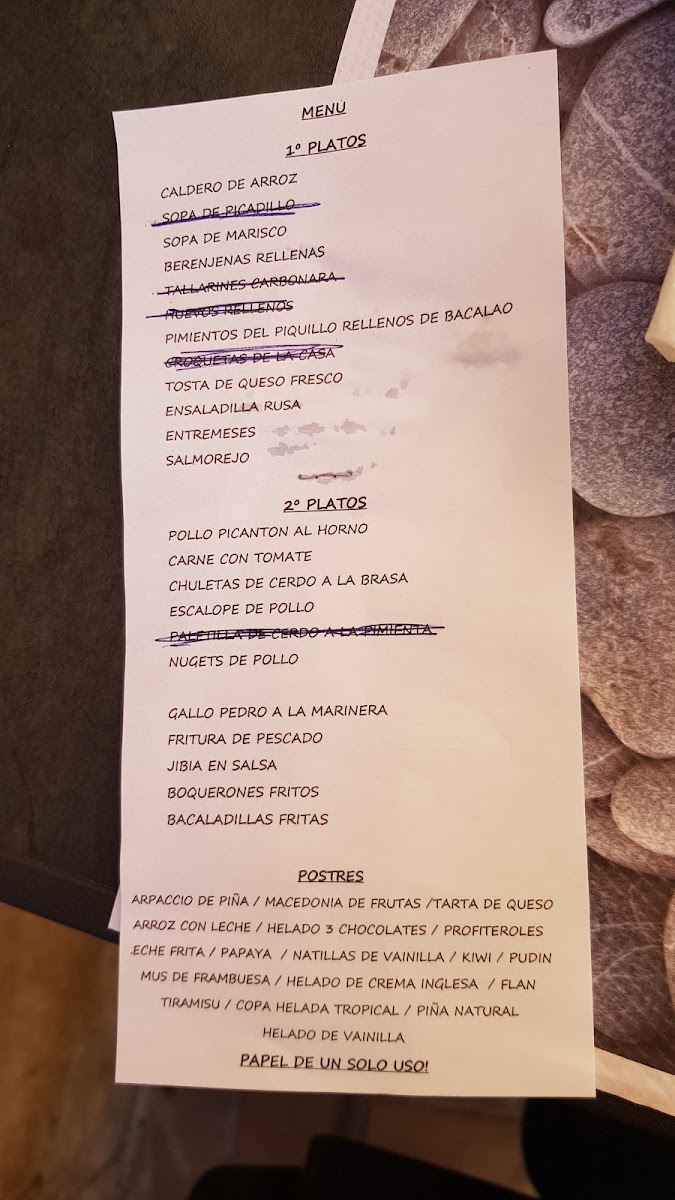 MENÚ
1º PLATOS
CALDERO DE ARROZ
SOPA DE PICADILLO
SOPA DE MARISCO
BERENJENAS RELLENAS
TALLARINES CARBONARA
HUEVOS RELLENOS
PIMIENTOS DEL PIQUILLO RELLENOS DE BACALAO
CROQUETAS DE LA CASA
TOSTA DE QUESO FRESCO
ENSALADILLA RUSA
ENTREMESES
SALMOREJO
2º PLATOS
POLLO PICANTON AL HORNO
CARNE CON TOMATE
CHULETAS DE CERDO A LA BRASA
ESCALOPE DE POLLO
PALETILLA DE CERDO A LA PIMIENTA
NUGETS DE POLLO
GALLO PEDRO A LA MARINERA
FRITURA DE PESCADO
JIBIA EN SALSA
BOQUERONES FRITOS
BACALADILLAS FRITAS
POSTRES
ARPACCIO DE PIÑA / MACEDONIA DE FRUTAS /TARTA DE QUESO
ARROZ CON LECHE / HELADO 3 CHOCOLATES / PROFITEROLES
ECHE FRITA / PAPAYA / NATILLAS DE VAINILLA / KIWI / PUDIN
MUS DE FRAMBUESA / HELADO DE CREMA INGLESA / FLAN
TIRAMISU / COPA HELADA TROPICAL / PIÑA NATURAL
HELADO DE VAINILLA
PAPEL DE UN SOLO USO!